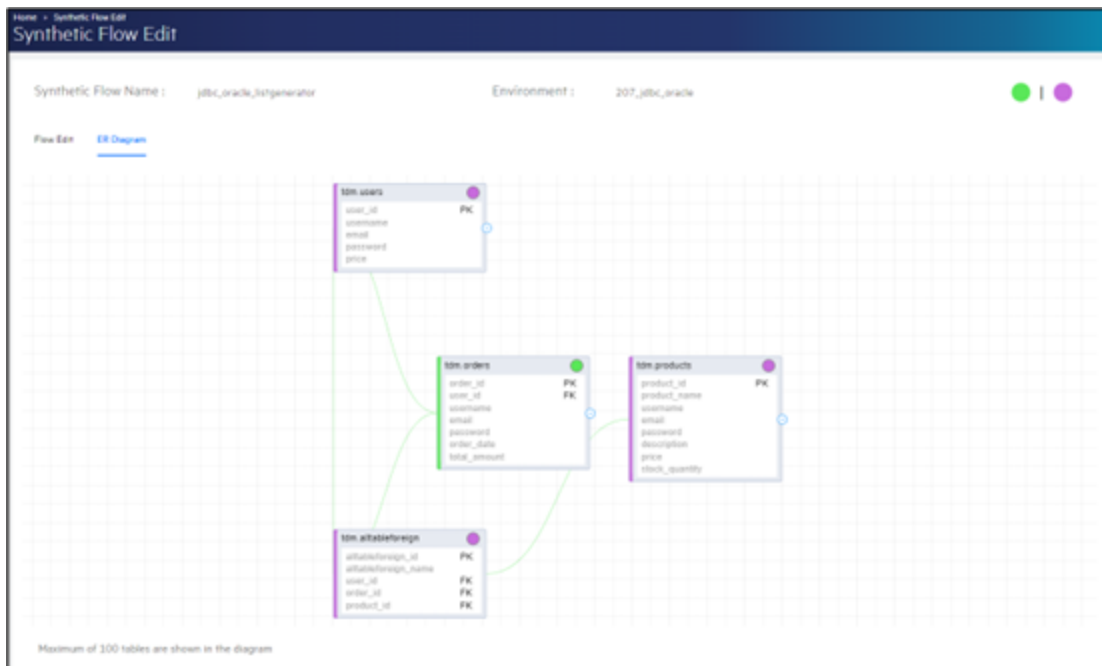 Home > Synthetic Flow Edit
Synthetic Flow Edit
Synthetic Flow Name :
jdbc_oracle_listgenerator
Environment :
207_jdbc_oracle
|
Flow Edit
ER Diagram
tdm.users
user_id PK
username
email
password
price
tdm.orders
order_id PK
user_id FK
username
email
password
order_date
total_amount
tdm.products
product_id PK
product_name
username
email
password
description
price
stock_quantity
tdm.alltableforeign
alltableforeign_id PK
alltableforeign_name
user_id FK
order_id FK
product_id FK
Maximum of 100 tables are shown in the diagram